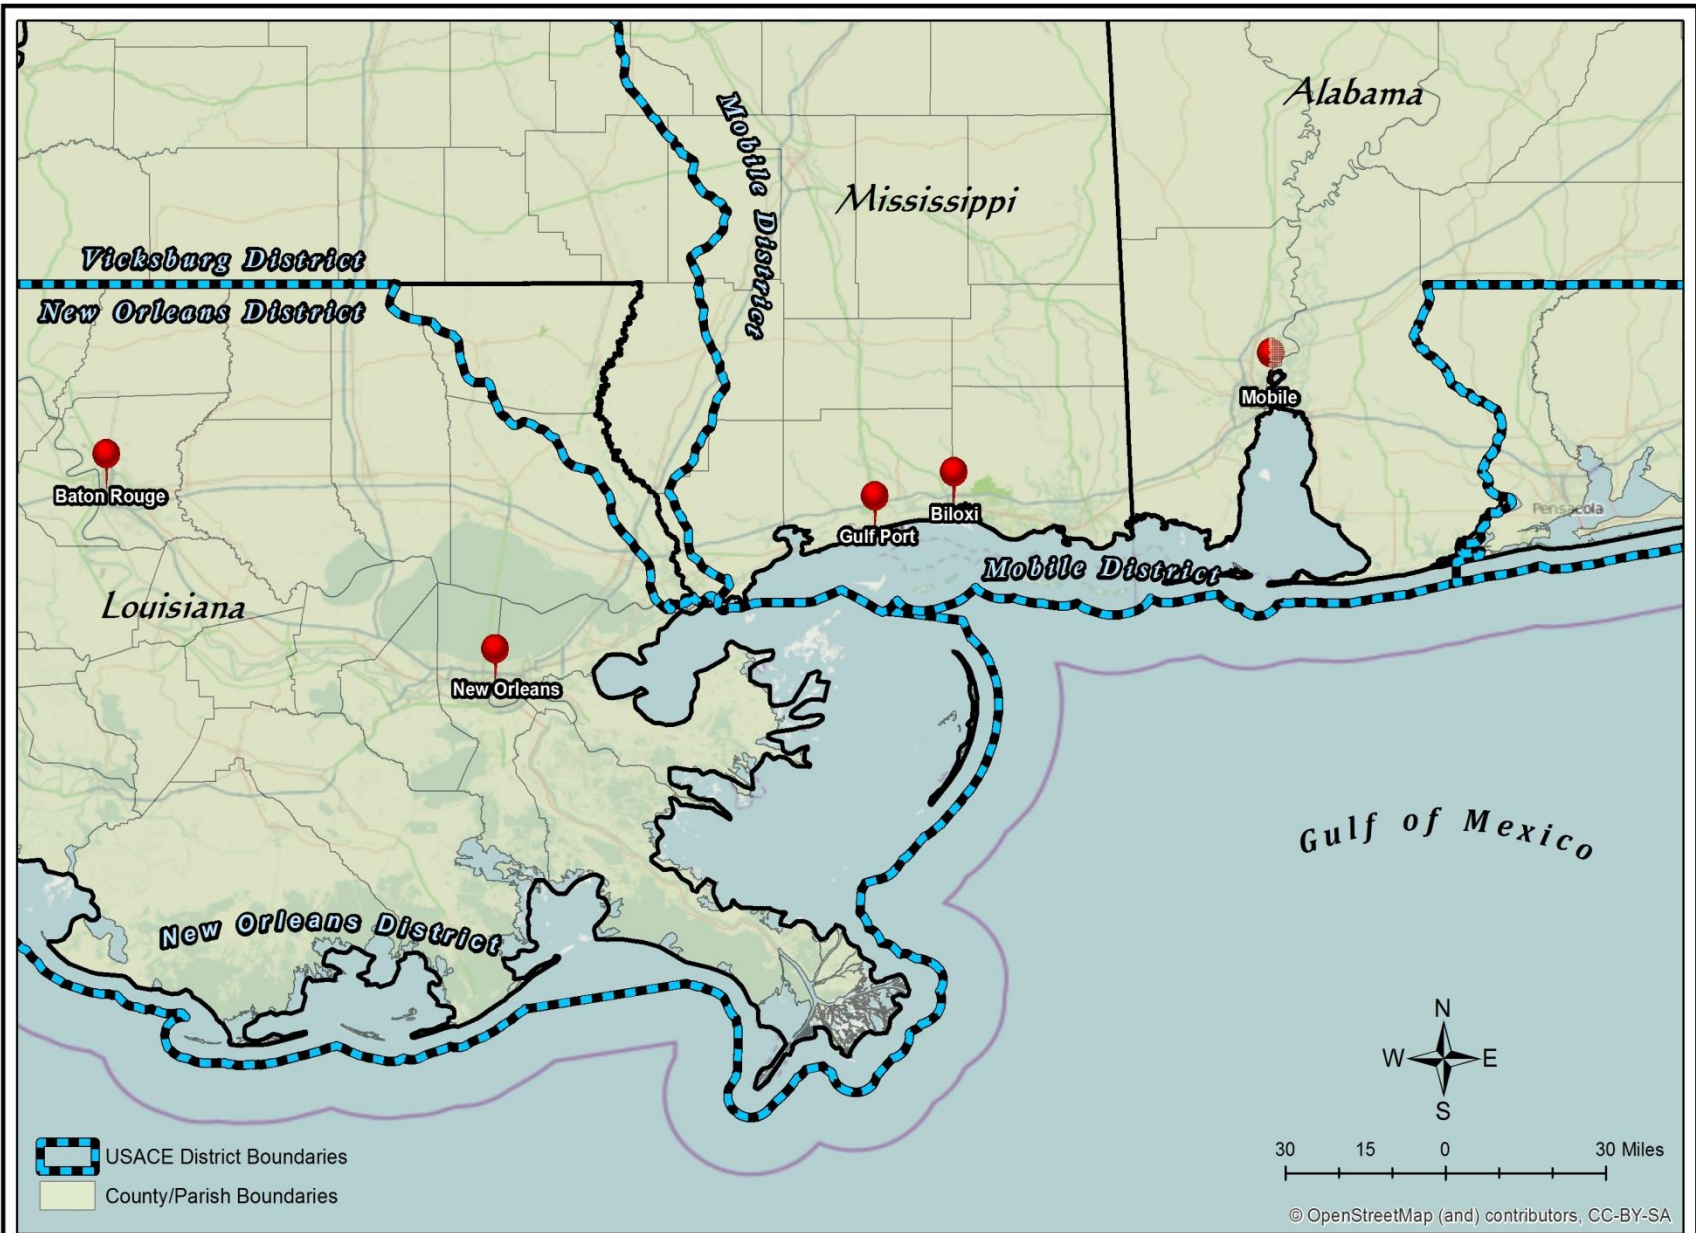 Alabama
Mobile District
Mississippi
Vicksburg District
New Orleans District
Mobile
Baton Rouge
Gulf Port
Biloxi
Pensacola
Mobile District
Louisiana
New Orleans
Gulf of Mexico
New Orleans District
N
W E
S
USACE District Boundaries
County/Parish Boundaries
30 15 0 30 Miles
© OpenStreetMap (and) contributors, CC-BY-SA